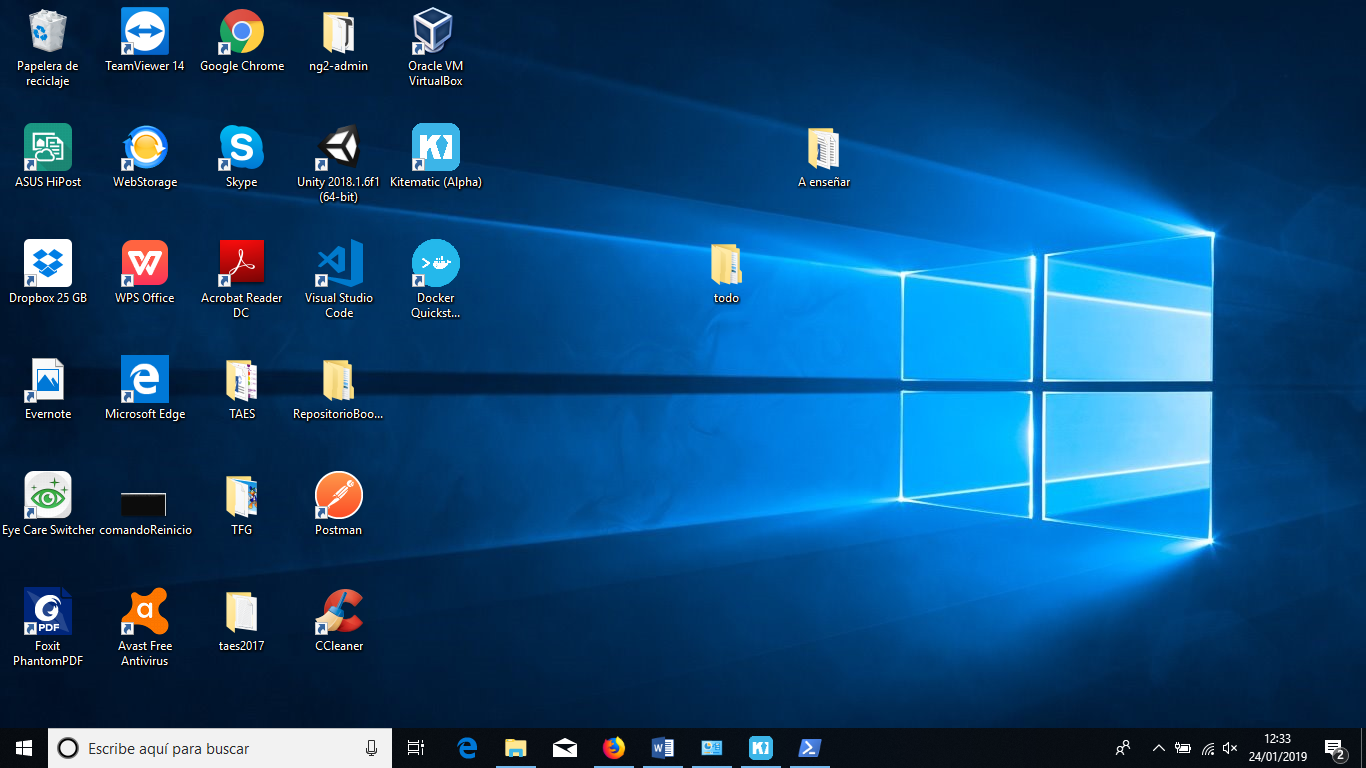 Papelera de
reciclaje
TeamViewer 14
Google Chrome
ng2-admin
Oracle VM
VirtualBox
ASUS HiPost
WebStorage
S
Skype
Unity 2018.1.6f1
(64-bit)
Kitematic (Alpha)
A enseñar
Dropbox 25 GB
W
WPS Office
Acrobat Reader
DC
Visual Studio
Code
Docker
Quickst...
todo
Evernote
Microsoft Edge
TAES
RepositorioBoo...
Eye Care Switcher
comandoReinicio
TFG
Postman
PDF
Foxit
PhantomPDF
a
Avast Free
Antivirus
taes2017
CCleaner
Escribe aquí para buscar
12:33
24/01/2019
2